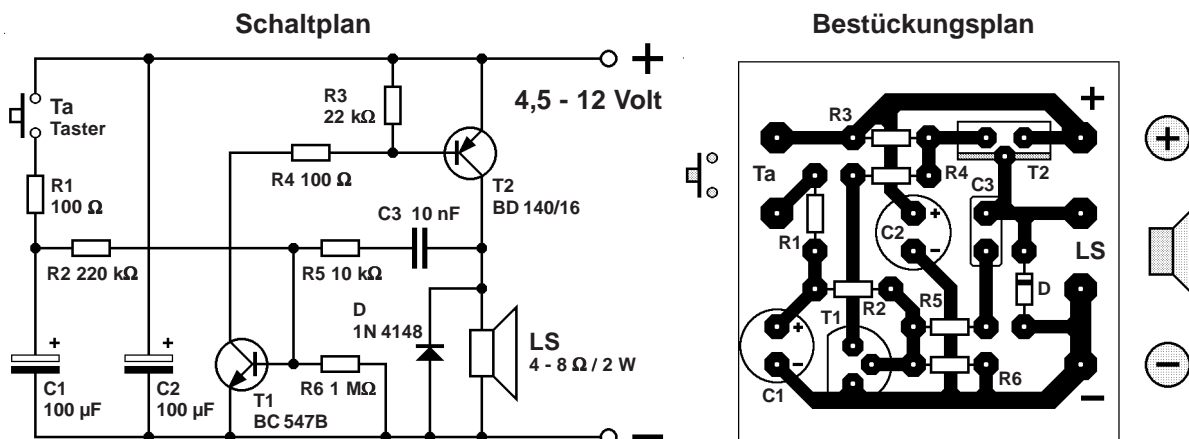 Schaltplan
Ta
Taster
R1
100 Ω
R2 220 kΩ
+
C1
100 µF
+
C2
100 µF
R3
22 kΩ
R4 100 Ω
T2
BD 140/16
C3 10 nF
R5 10 kΩ
D
1N 4148
R6 1 MΩ
T1
BC 547B
LS
4 - 8 Ω / 2 W
+
4,5 - 12 Volt
−
Bestückungsplan
R3
+
+
Ta
R4
T2
C3
R1
C2
+
−
LS
R2
R5
D
T1
+
−
C1
R6
−
−